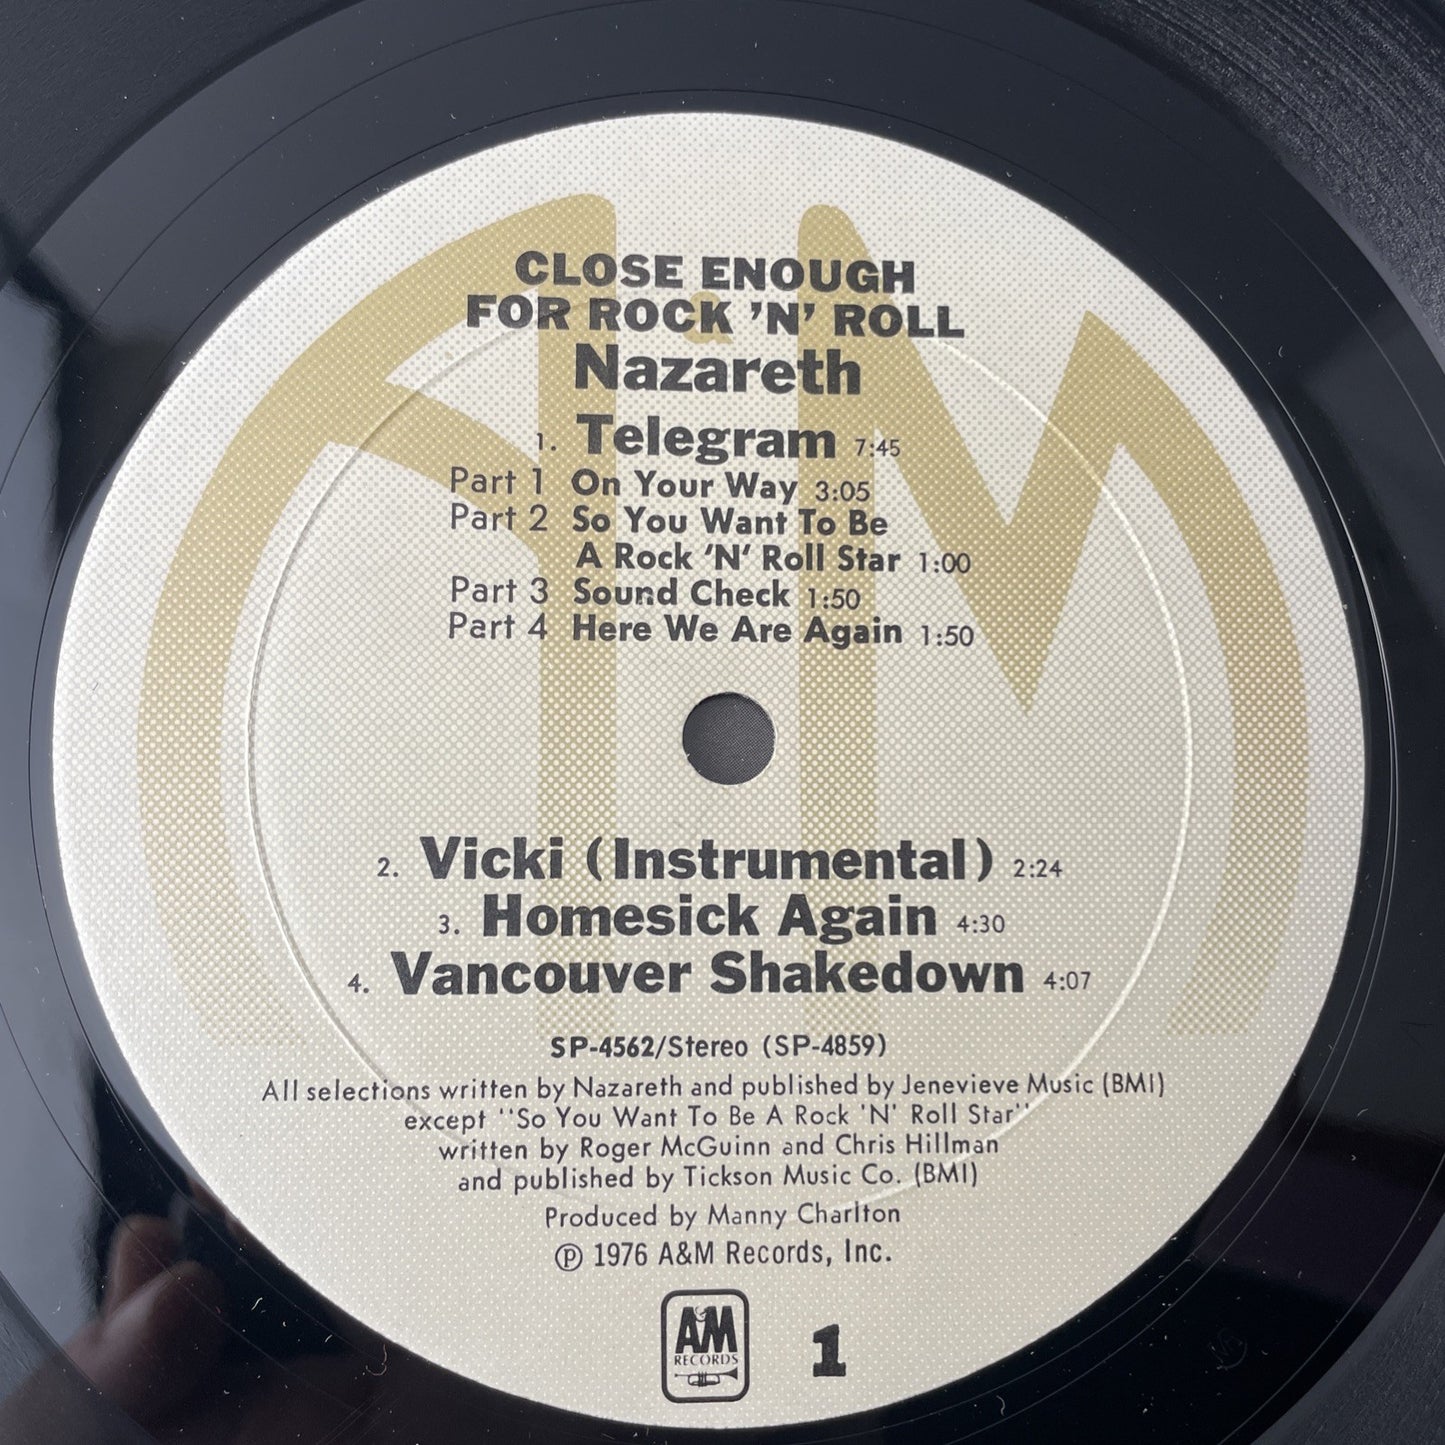 CLOSE ENOUGH
FOR ROCK 'N' ROLL
Nazareth
1. Telegram 7:45
Part 1 On Your Way 3:05
Part 2 So You Want To Be
A Rock 'N' Roll Star 1:00
Part 3 Sound Check 1:50
Part 4 Here We Are Again 1:50
2. Vicki (Instrumental) 2:24
3. Homesick Again 4:30
4. Vancouver Shakedown 4:07
SP-4562/Stereo (SP-4859)
All selections written by Nazareth and published by Jenevieve Music (BMI)
except "So You Want To Be A Rock 'N' Roll Star"
written by Roger McGuinn and Chris Hillman
and published by Tickson Music Co. (BMI)
Produced by Manny Charlton
℗ 1976 A&M Records, Inc.
A&M
RECORDS
1